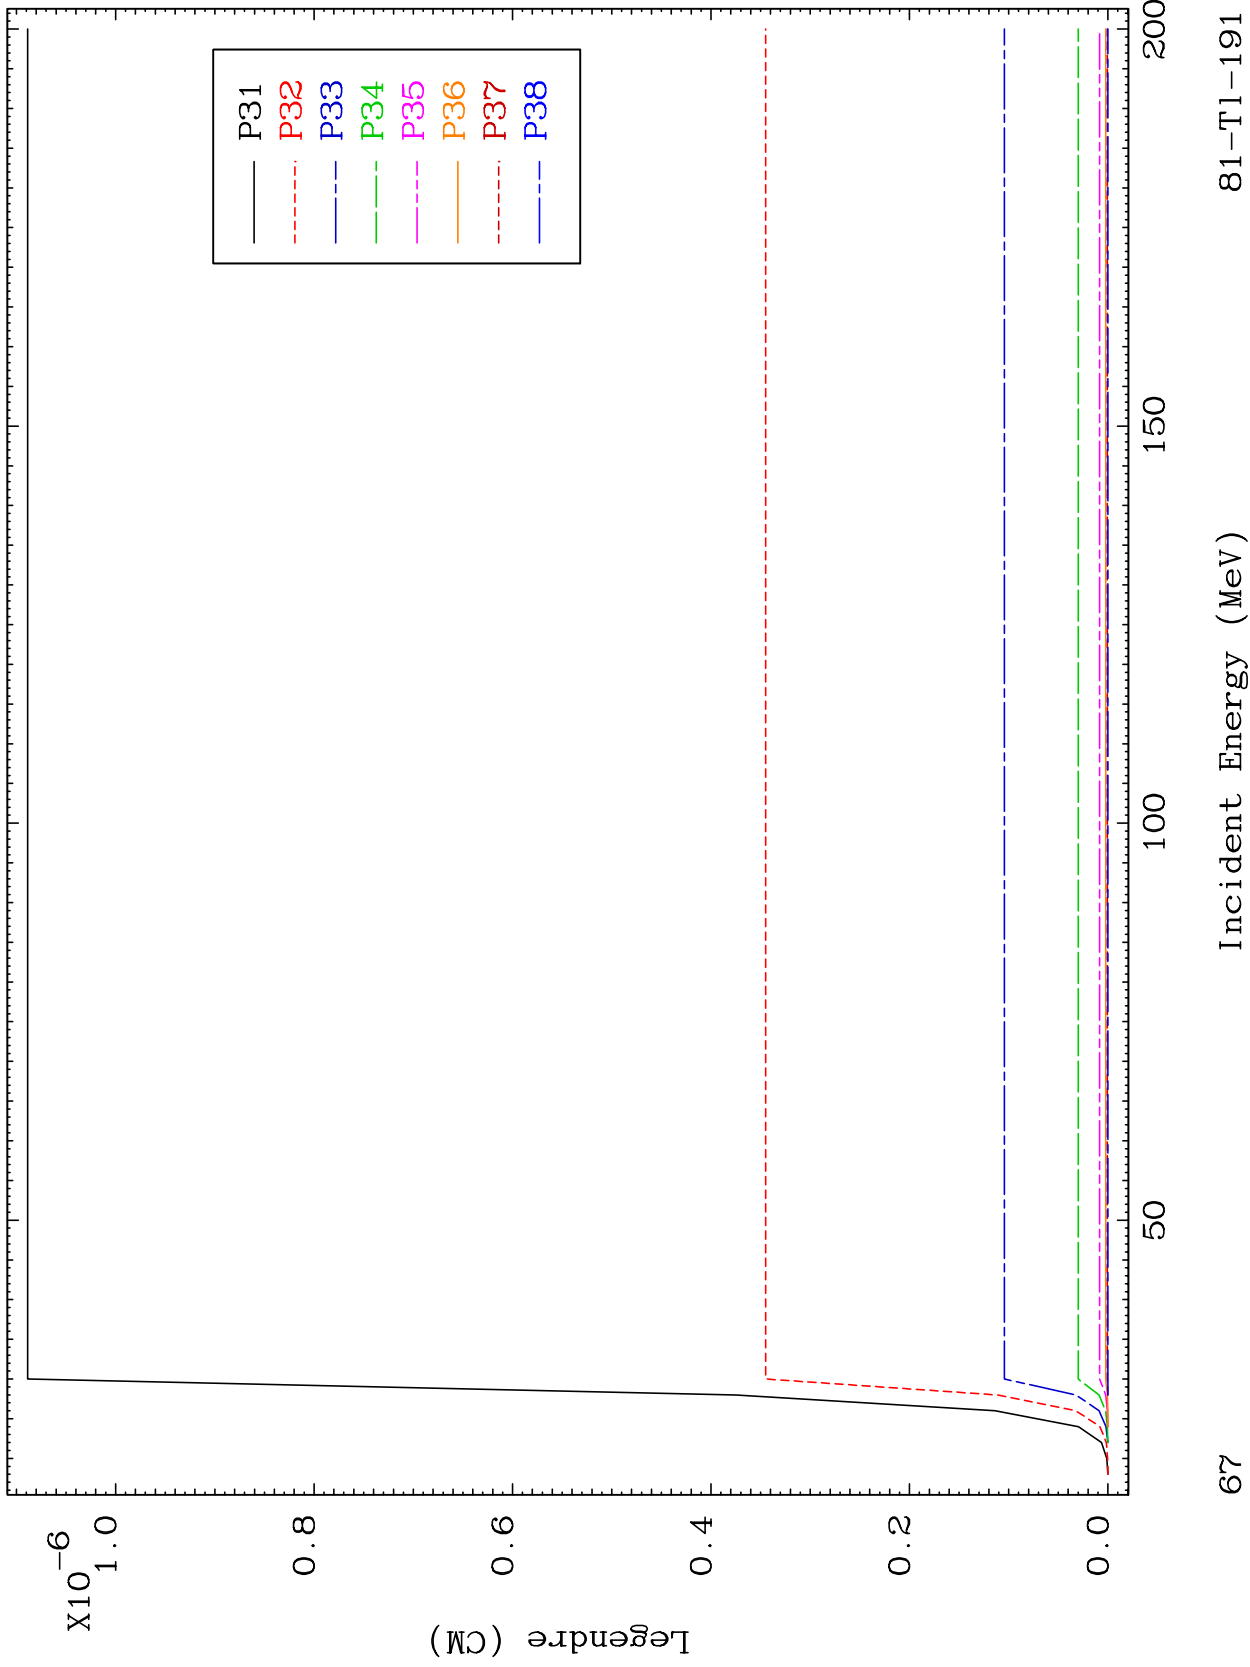 X10-6
1.0
0.8
0.6
0.4
0.2
0.0
Legendre (CM)
P31
P32
P33
P34
P35
P36
P37
P38
50
100
150
200
67
Incident Energy (MeV)
81-Tl-191